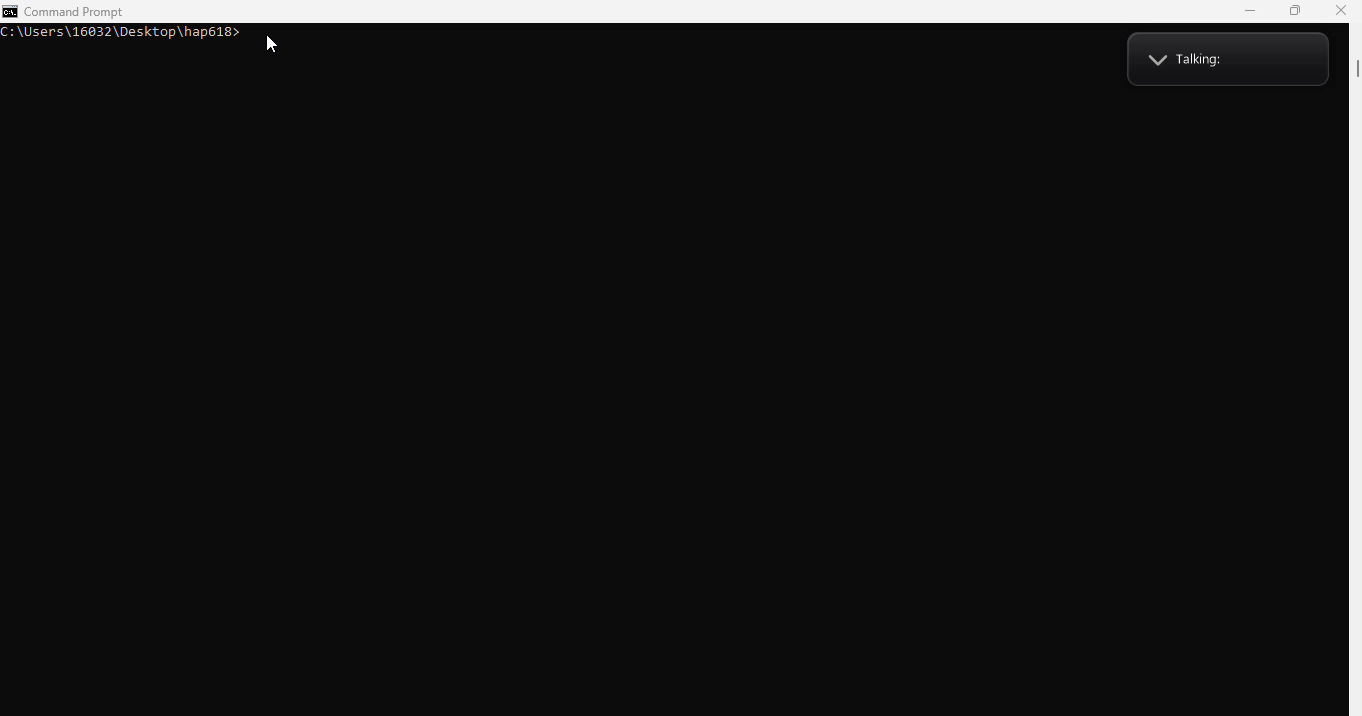 Command Prompt
C:\Users\16032\Desktop\hap618>
Talking: